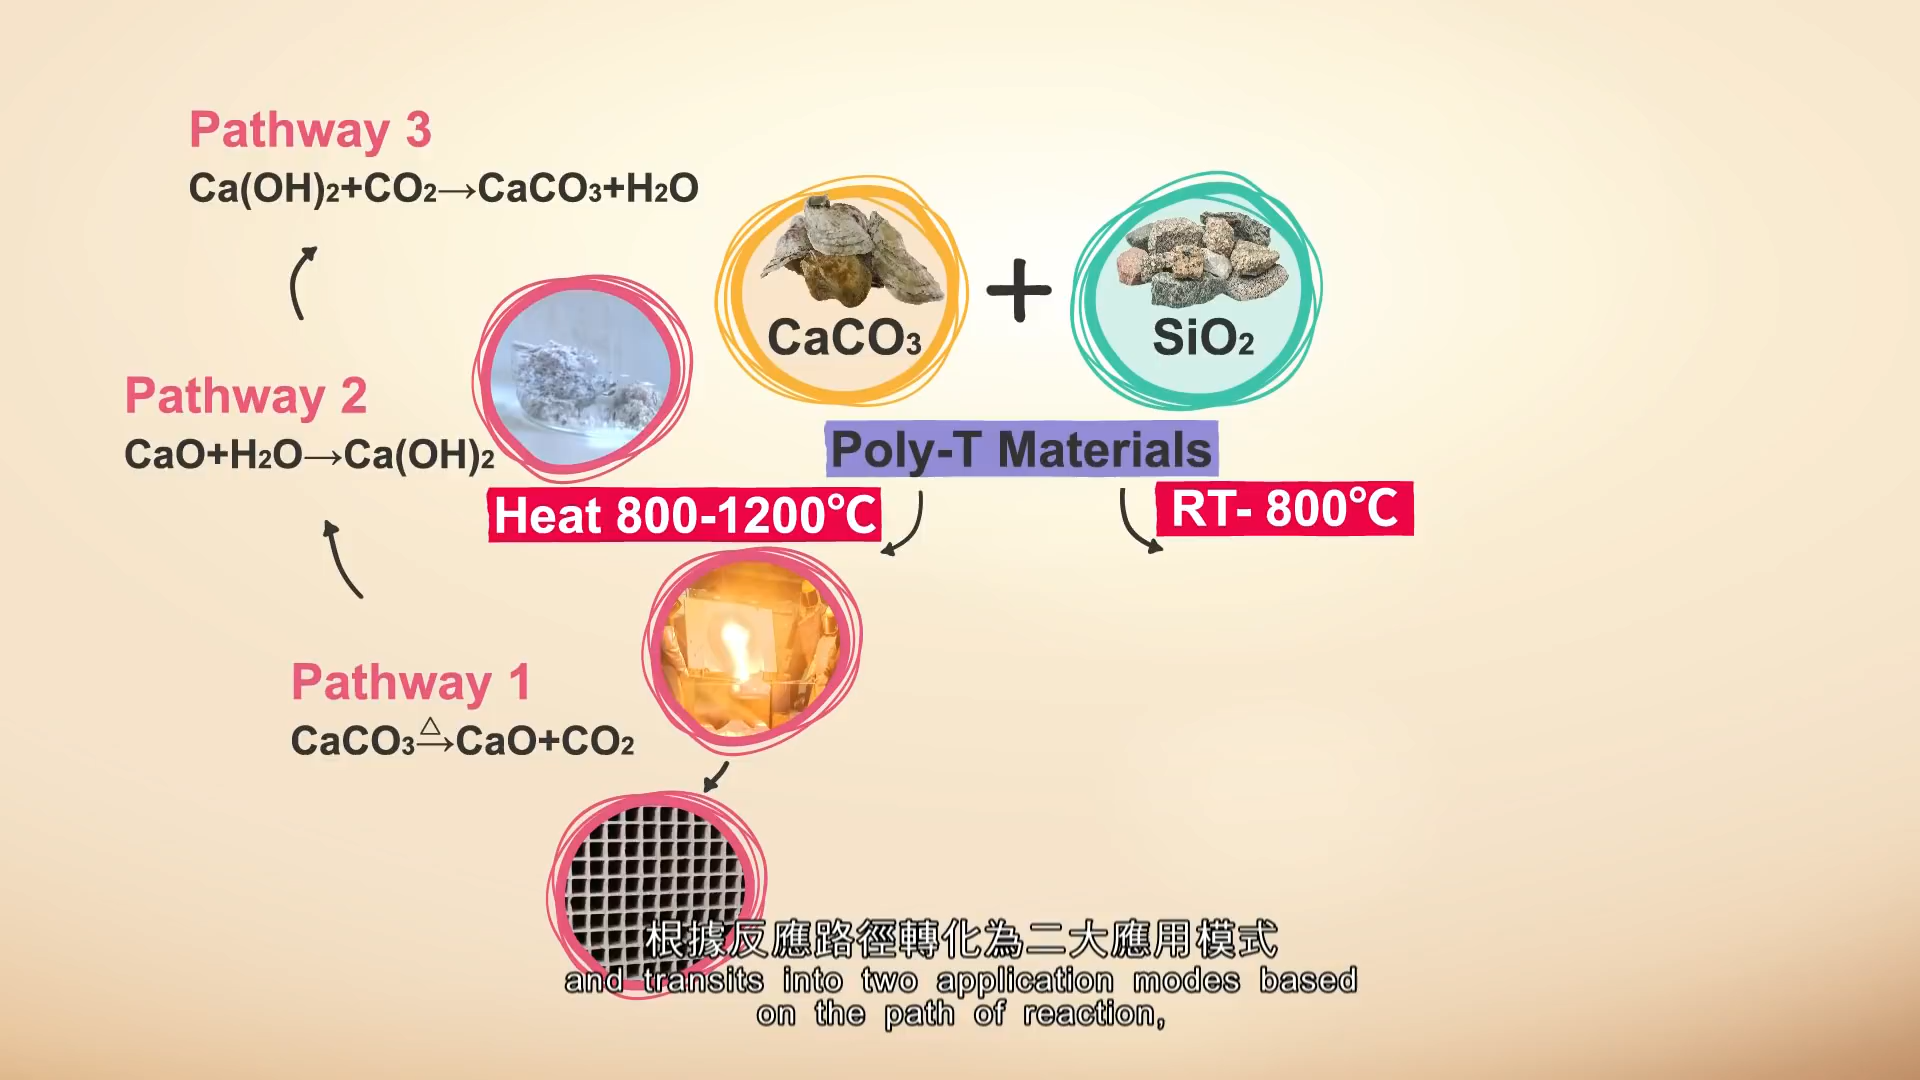 Pathway 3
Ca(OH)2+CO2→CaCO3+H2O
CaCO3
+
SiO2
Pathway 2
CaO+H2O→Ca(OH)2
Poly-T Materials
Heat 800-1200℃
RT- 800℃
Pathway 1
CaCO3△→CaO+CO2
根據反應路徑轉化為二大應用模式
and transits into two application modes based
on the path of reaction,